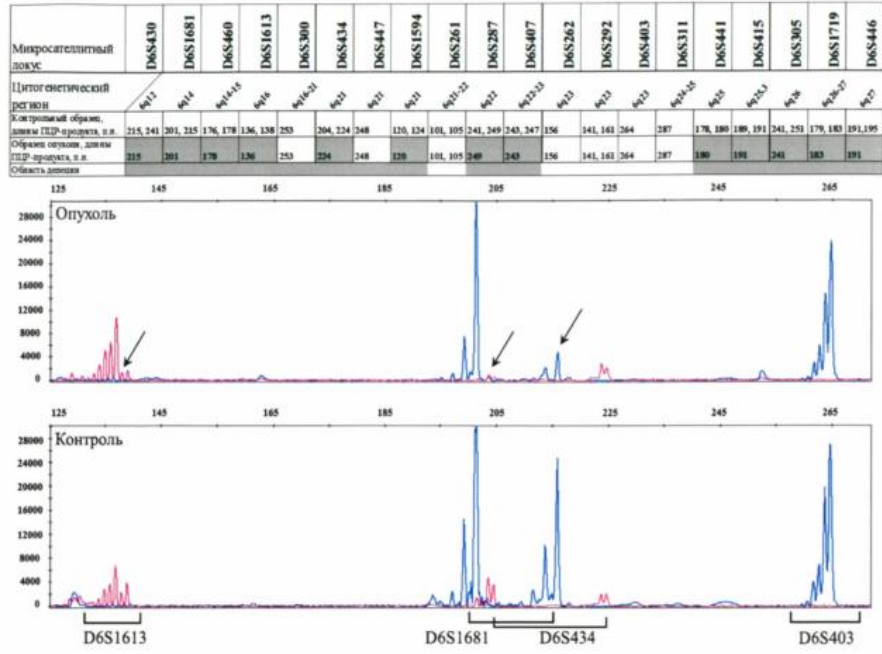 Микросателлитный локус D6S430 D6S1681 D6S460 D6S1613 D6S300 D6S434 D6S447 D6S1594 D6S261 D6S287 D6S407 D6S262 D6S292 D6S403 D6S311 D6S441 D6S415 D6S305 D6S1719 D6S446
Цитогенетический регион 6q12 6q14 6q14-15 6q16 6q16-21 6q21 6q21 6q21 6q21-22 6q22 6q22-23 6q23 6q23 6q23 6q24-25 6q25 6q25,3 6q26 6q26-27 6q27
Контрольный образец, длины ПЦР-продукта, п.н. 215, 241 201, 215 176, 178 136, 138 253 204, 224 248 120, 124 101, 105 241, 249 243, 247 156 141, 161 264 287 178, 180 189, 191 241, 251 179, 183 191,195
Образец опухоли, длины ПЦР-продукта, п.н. 215 201 178 136 253 224 248 120 101, 105 249 243 156 141, 161 264 287 180 191 241 183 191
Область делеции
125 145 165 185 205 225 245 265
Опухоль
28000
24000
20000
16000
12000
8000
4000
0
125 145 165 185 205 225 245 265
Контроль
28000
24000
20000
16000
12000
8000
4000
0
D6S1613 D6S1681 D6S434 D6S403